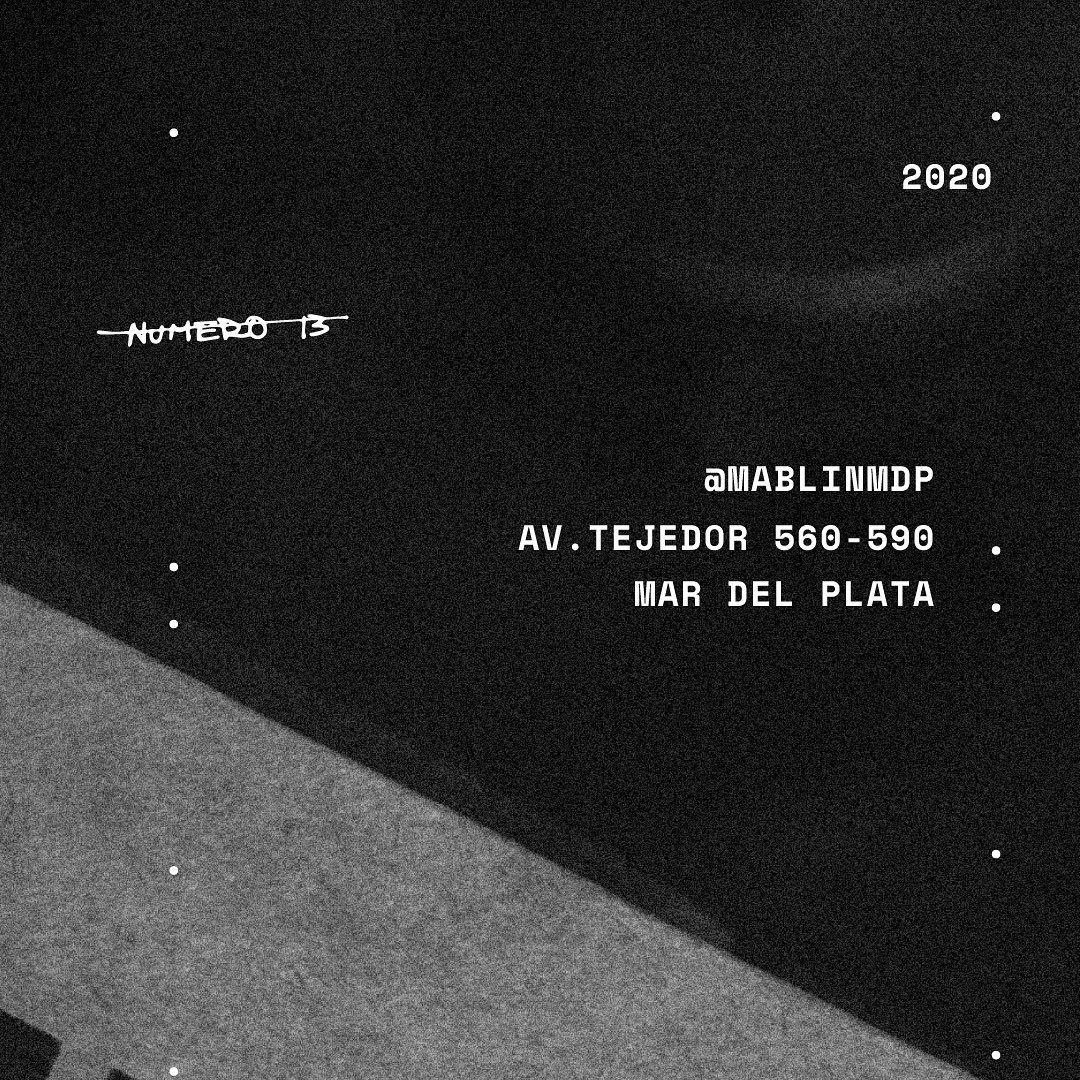 2020
NUMERO 13
@MABLINMDP
AV.TEJEDOR 560-590
MAR DEL PLATA